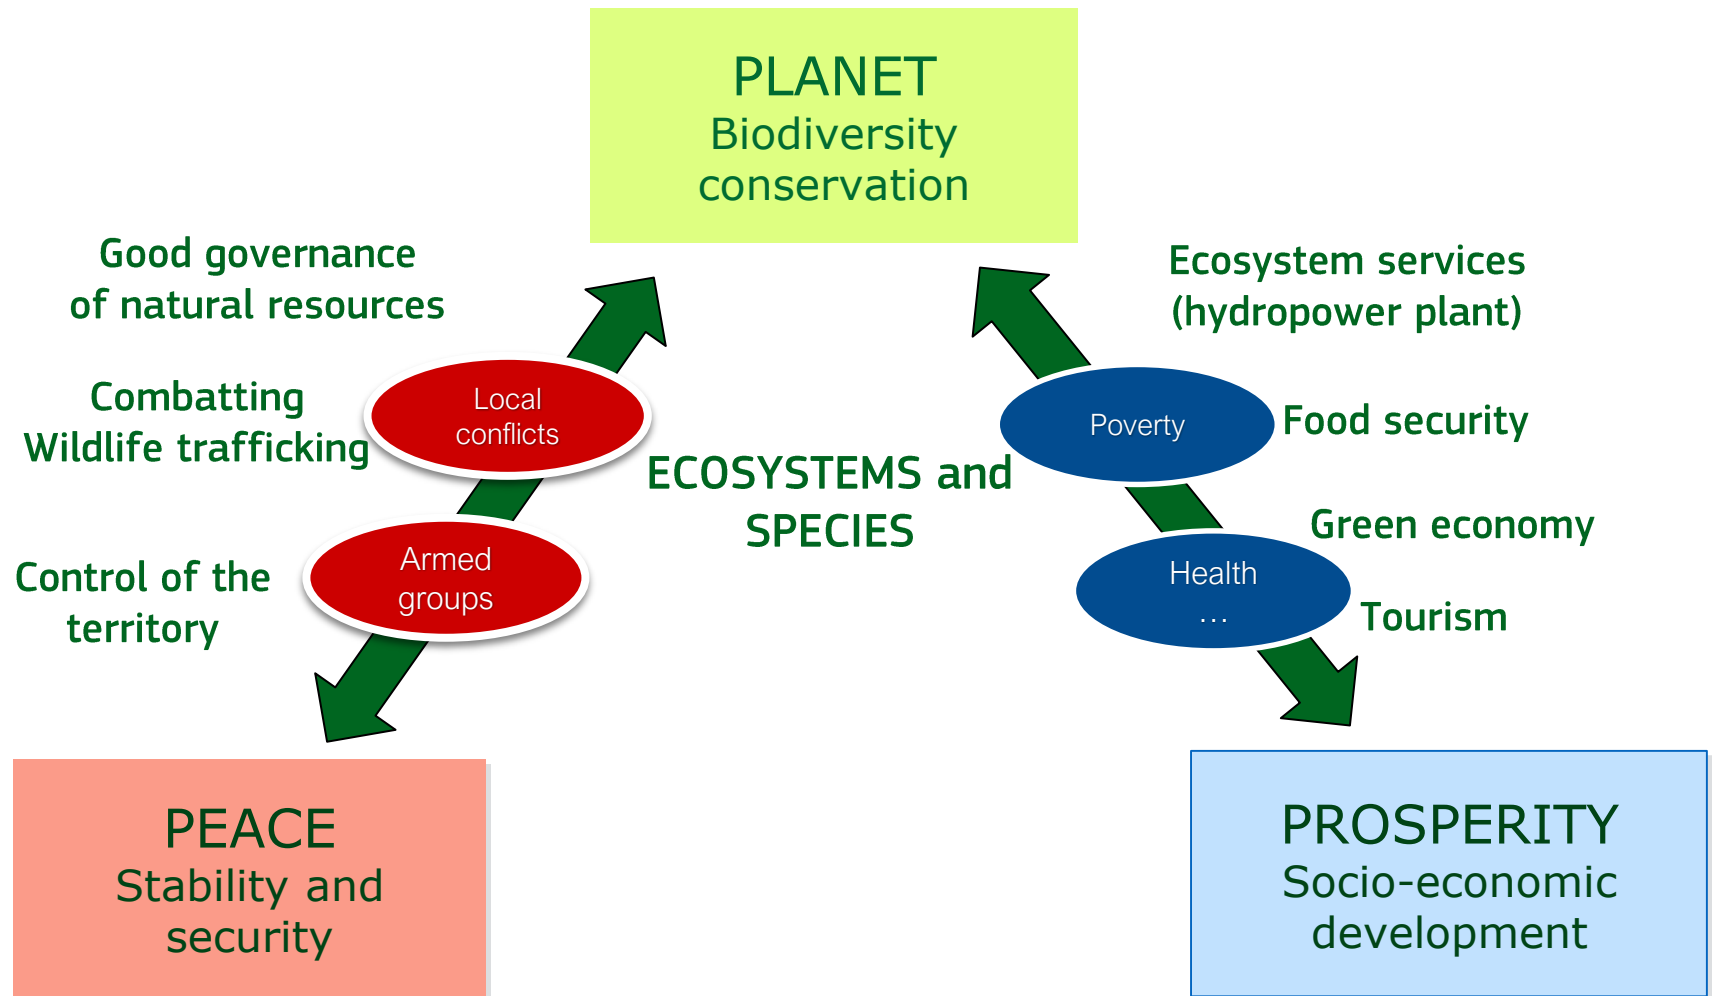 PLANET
Biodiversity
conservation
Good governance
of natural resources
Ecosystem services
(hydropower plant)
Combatting
Wildlife trafficking
Local
conflicts
Poverty
Food security
ECOSYSTEMS and
SPECIES
Green economy
Control of the
territory
Armed
groups
Health
...
Tourism
PEACE
Stability and
security
PROSPERITY
Socio-economic
development